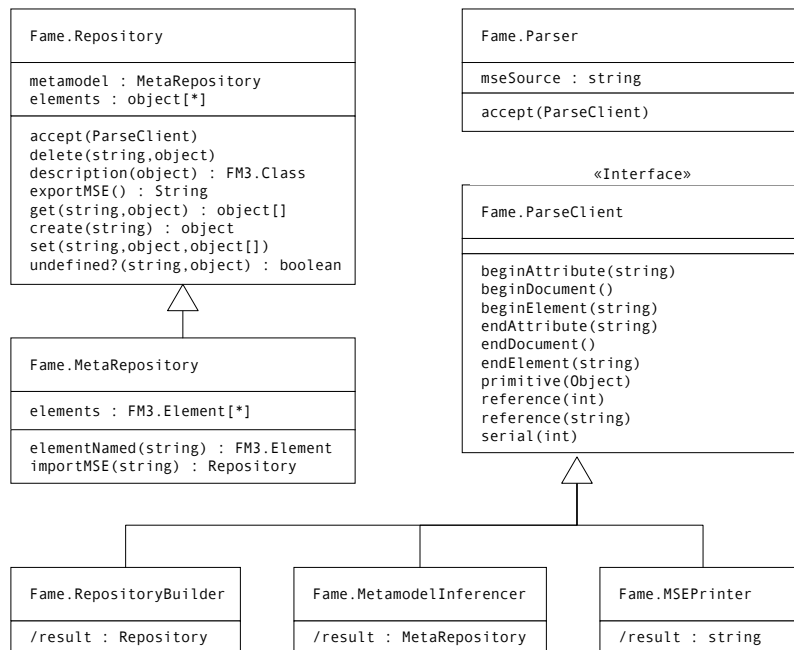 Fame.Repository
metamodel : MetaRepository
elements : object[*]
accept(ParseClient)
delete(string,object)
description(object) : FM3.Class
exportMSE() : String
get(string,object) : object[]
create(string) : object
set(string,object,object[])
undefined?(string,object) : boolean
Fame.Parser
mseSource : string
accept(ParseClient)
«Interface»
Fame.ParseClient
beginAttribute(string)
beginDocument()
beginElement(string)
endAttribute(string)
endDocument()
endElement(string)
primitive(Object)
reference(int)
reference(string)
serial(int)
Fame.MetaRepository
elements : FM3.Element[*]
elementNamed(string) : FM3.Element
importMSE(string) : Repository
Fame.RepositoryBuilder
/result : Repository
Fame.MetamodelInferencer
/result : MetaRepository
Fame.MSEPrinter
/result : string